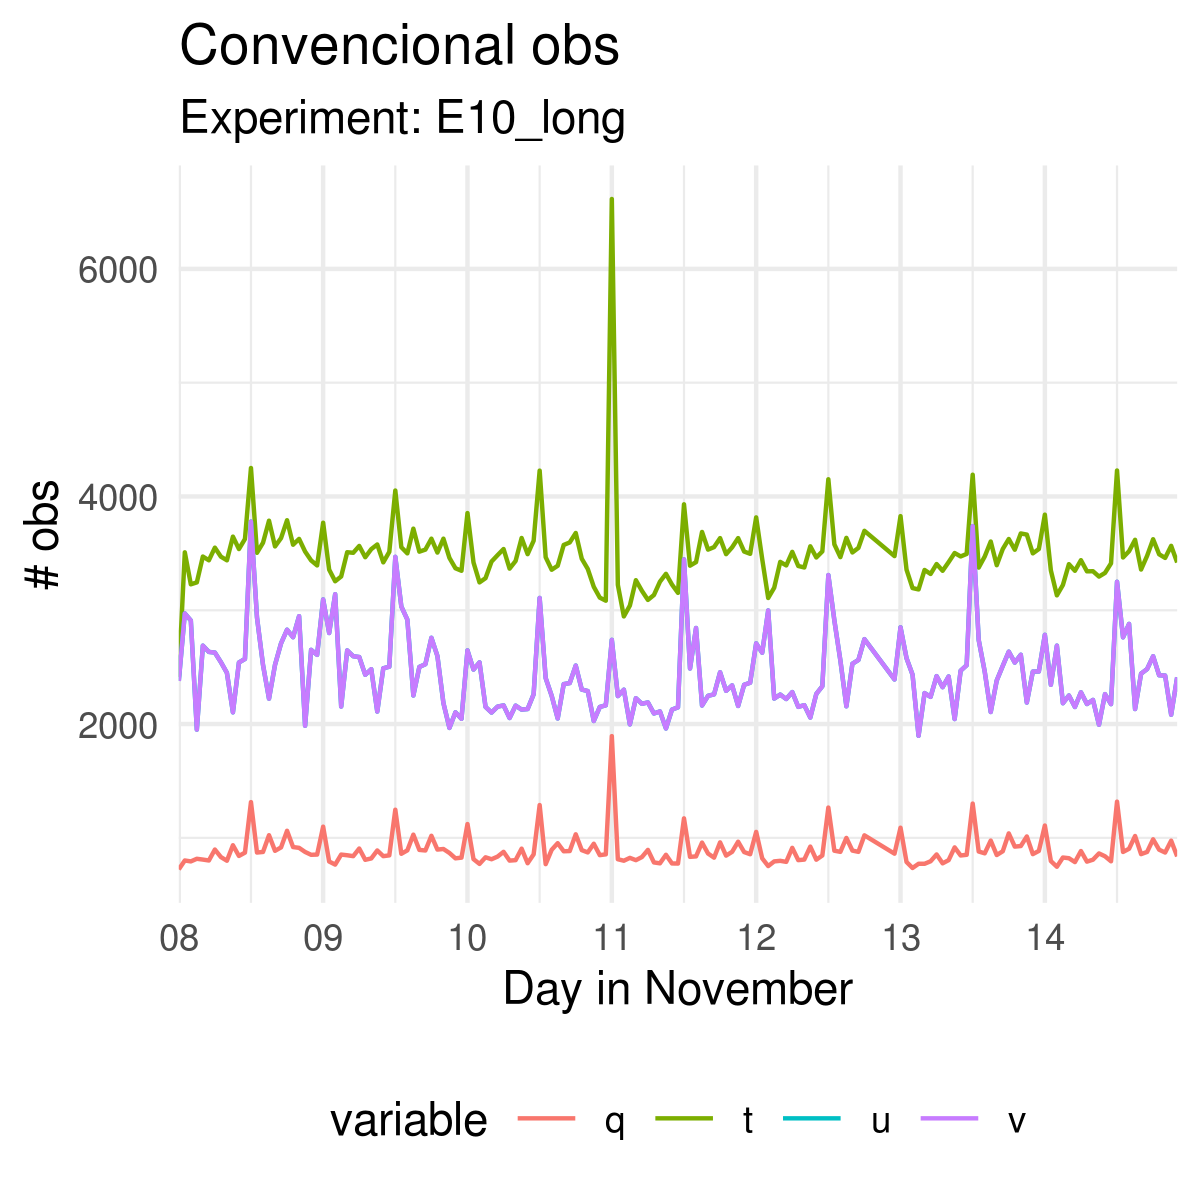 Convencional obs
Experiment: E10_long
6000
4000
2000
# obs
08 09 10 11 12 13 14
Day in November
variable q t u v